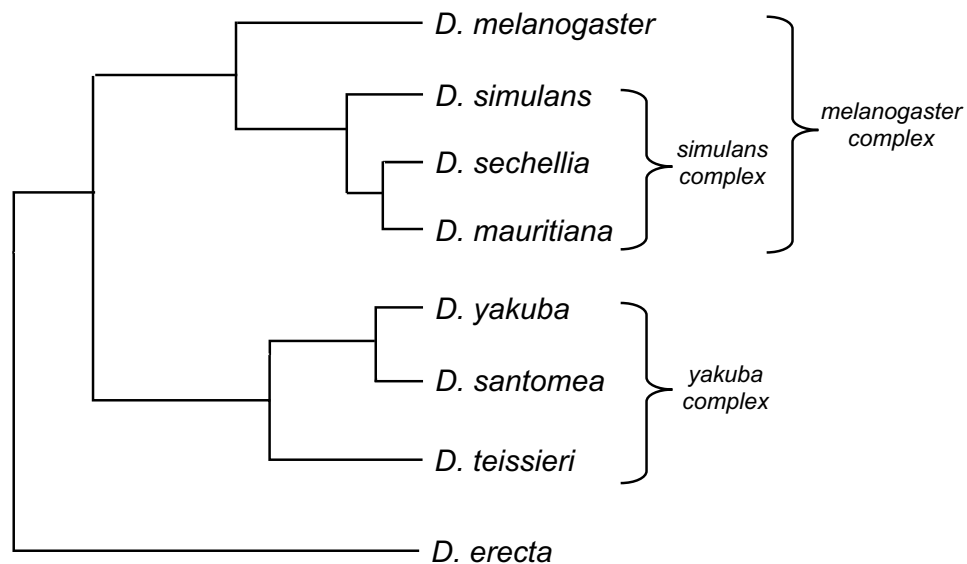 D. melanogaster
D. simulans
D. sechellia
D. mauritiana
simulans
complex
melanogaster
complex
D. yakuba
D. santomea
D. teissieri
yakuba
complex
D. erecta